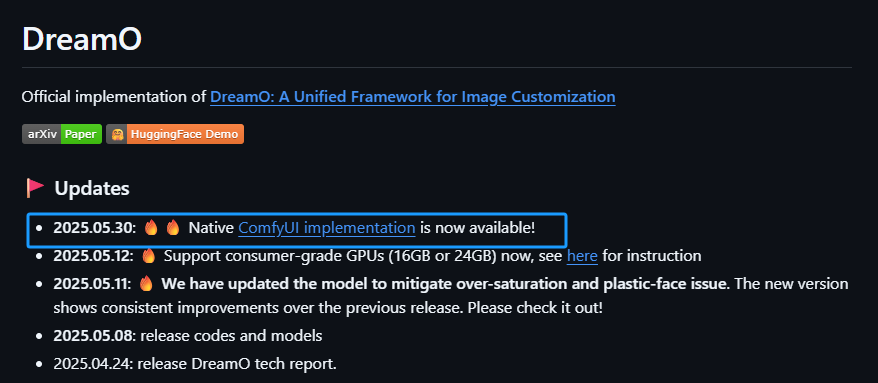 DreamO
Official implementation of DreamO: A Unified Framework for Image Customization
arXiv Paper 🤗 HuggingFace Demo
🚩 Updates
• 2025.05.30: 🔥 🔥 Native ComfyUI implementation is now available!
• 2025.05.12: 🔥 Support consumer-grade GPUs (16GB or 24GB) now, see here for instruction
• 2025.05.11: 🔥 We have updated the model to mitigate over-saturation and plastic-face issue. The new version
shows consistent improvements over the previous release. Please check it out!
• 2025.05.08: release codes and models
• 2025.04.24: release DreamO tech report.